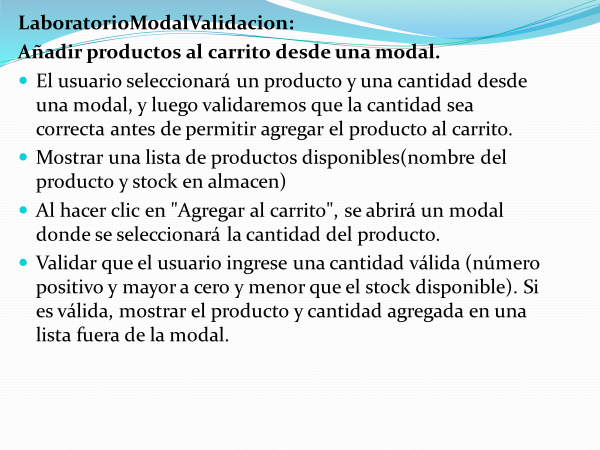 LaboratorioModalValidacion:
Añadir productos al carrito desde una modal.
El usuario seleccionará un producto y una cantidad desde
una modal, y luego validaremos que la cantidad sea
correcta antes de permitir agregar el producto al carrito.
Mostrar una lista de productos disponibles(nombre del
producto y stock en almacen)
Al hacer clic en "Agregar al carrito", se abrirá un modal
donde se seleccionará la cantidad del producto.
Validar que el usuario ingrese una cantidad válida (número
positivo y mayor a cero y menor que el stock disponible). Si
es válida, mostrar el producto y cantidad agregada en una
lista fuera de la modal.